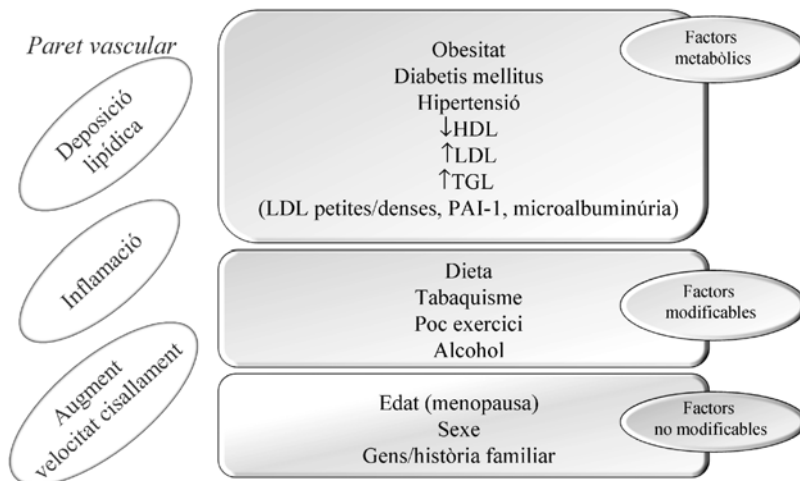 Paret vascular
Deposició
lipídica
Inflamació
Augment
velocitat cisallament
Factors
metabòlics
Obesitat
Diabetis mellitus
Hipertensió
↓HDL
↑LDL
↑TGL
(LDL petites/denses, PAI-1, microalbuminúria)
Factors
modificables
Dieta
Tabaquisme
Poc exercici
Alcohol
Factors
no modificables
Edat (menopausa)
Sexe
Gens/història familiar